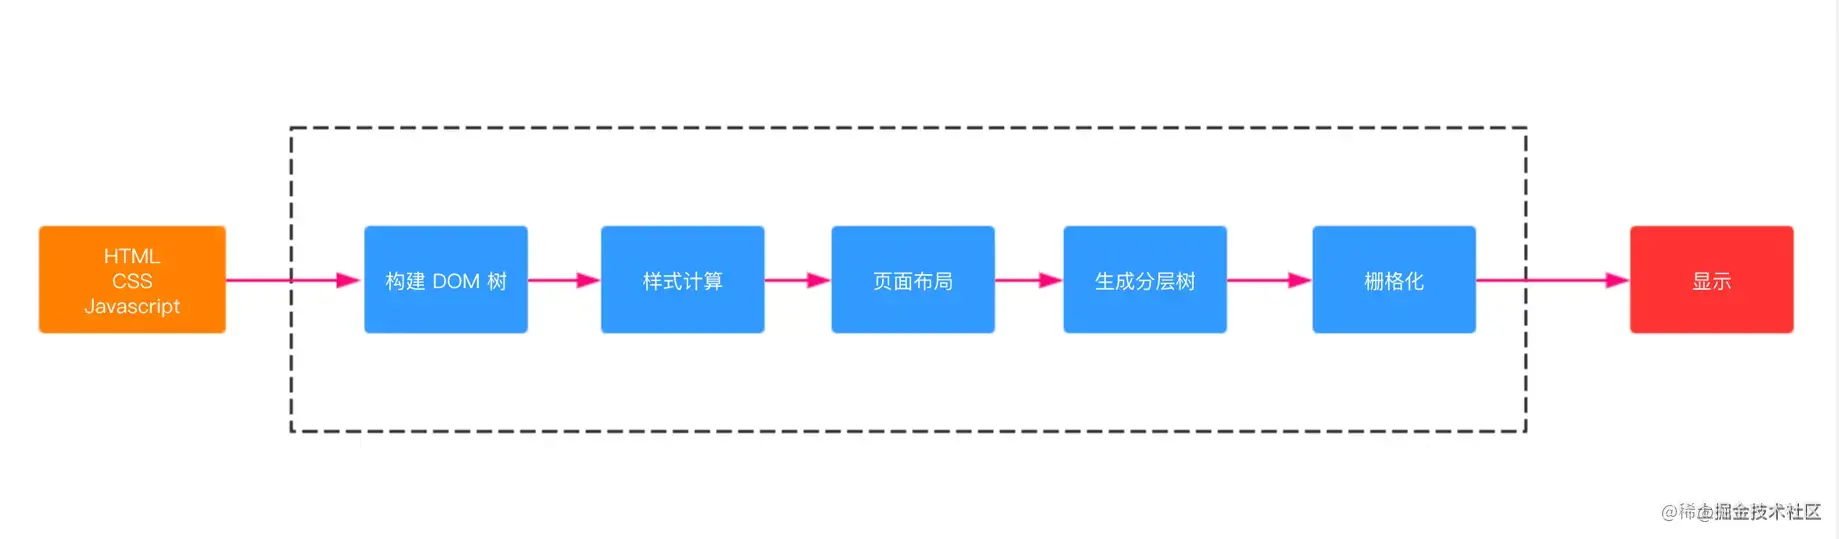 HTML
CSS
Javascript
构建 DOM 树
样式计算
页面布局
生成分层树
栅格化
显示
@稀土掘金技术社区